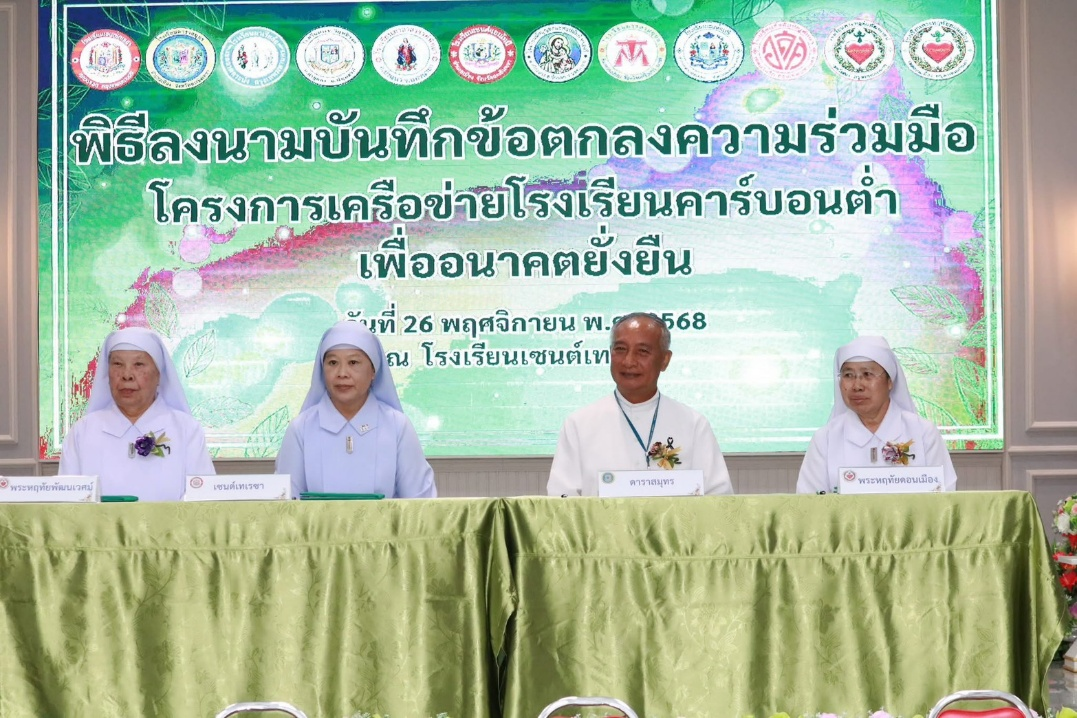 พิธีลงนามบันทึกข้อตกลงความร่วมมือ
โครงการเครือข่ายโรงเรียนคาร์บอนต่ำ
เพื่ออนาคตยั่งยืน
วันที่ 26 พฤศจิกายน พ.ศ. 2568
ณ โรงเรียนเซนต์เท
พระหฤทัยพัฒนเวศม์
เซนต์เทเรซา
ดาราสมุทร
พระหฤทัยดอนเมือง